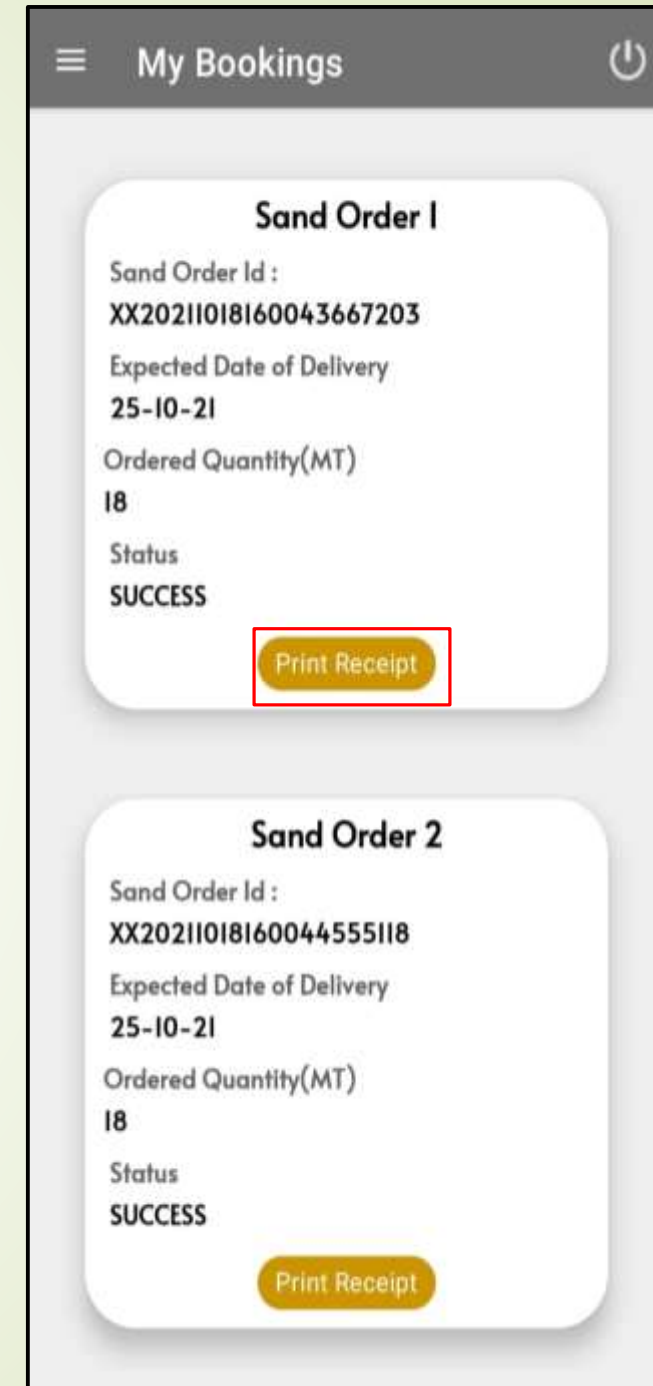 My Bookings
Sand Order 1
Sand Order Id :
XX20211018160043667203
Expected Date of Delivery
25-10-21
Ordered Quantity(MT)
18
Status
SUCCESS
Print Receipt
Sand Order 2
Sand Order Id :
XX20211018160044555118
Expected Date of Delivery
25-10-21
Ordered Quantity(MT)
18
Status
SUCCESS
Print Receipt